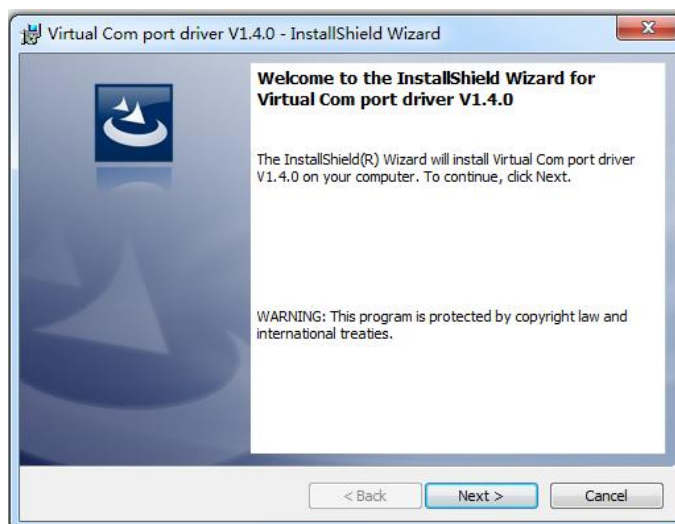 Virtual Com port driver V1.4.0 - InstallShield Wizard
Welcome to the InstallShield Wizard for
Virtual Com port driver V1.4.0
The InstallShield(R) Wizard will install Virtual Com port driver
V1.4.0 on your computer. To continue, click Next.
WARNING: This program is protected by copyright law and
international treaties.
< Back
Next >
Cancel